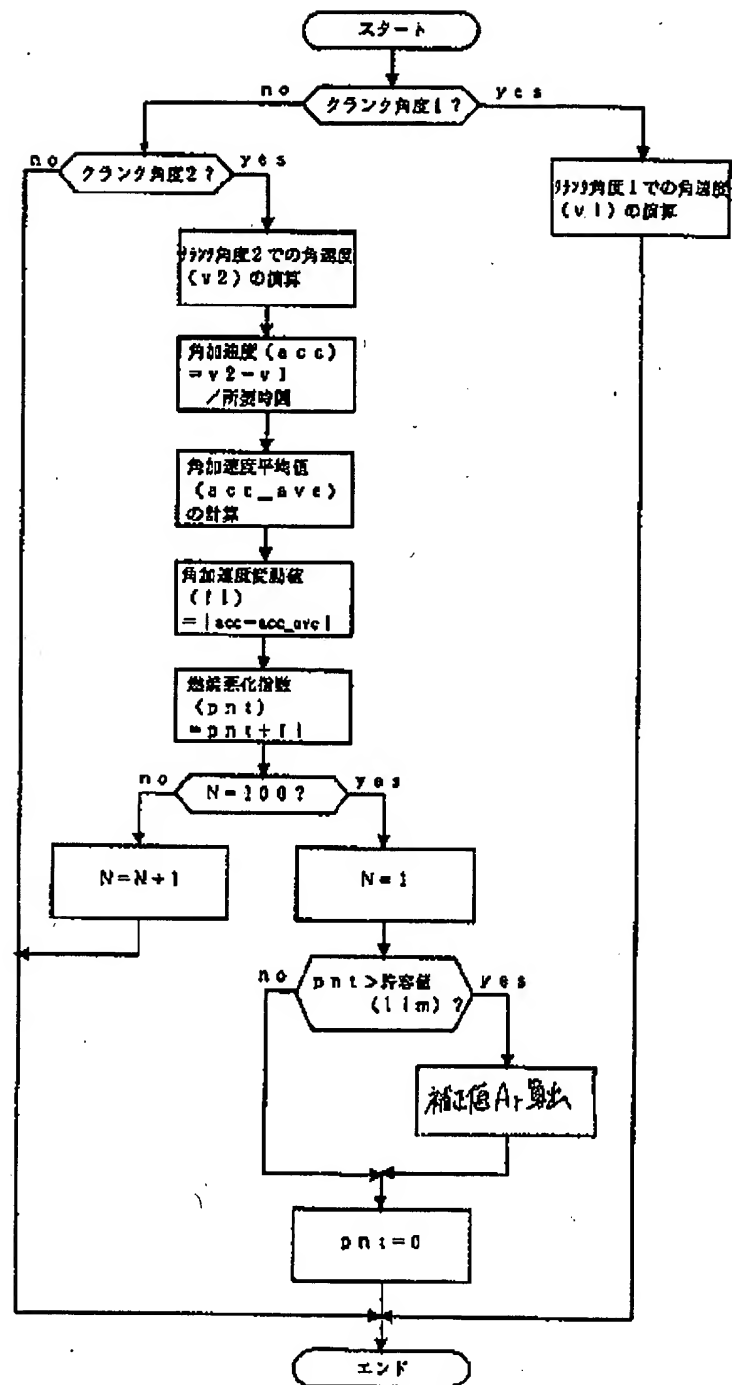 スタート
no
クランク角度1?
yes
no
クランク角度2?
yes
クランク角度1での角速度
(v1)の演算
クランク角度2での角速度
(v2)の演算
角加速度(acc)
=v2-v1
/所要時間
角加速度平均値
(acc_ave)
の計算
角加速度変動値
(fl)
=|acc-acc_ave|
燃焼悪化指数
(pnt)
=pnt+fl
no
N=100?
yes
N=N+1
N=1
no
pnt>許容値
(lim)?
yes
補正値Ar算出
pnt=0
エンド